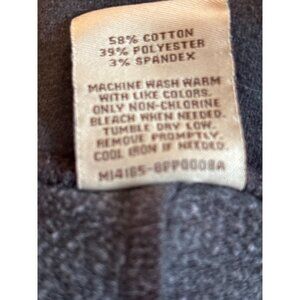 58% COTTON
39% POLYESTER
3% SPANDEX
MACHINE WASH WARM
WITH LIKE COLORS.
ONLY NON-CHLORINE
BLEACH WHEN NEEDED.
TUMBLE DRY LOW.
REMOVE PROMPTLY.
COOL IRON IF NEEDED.